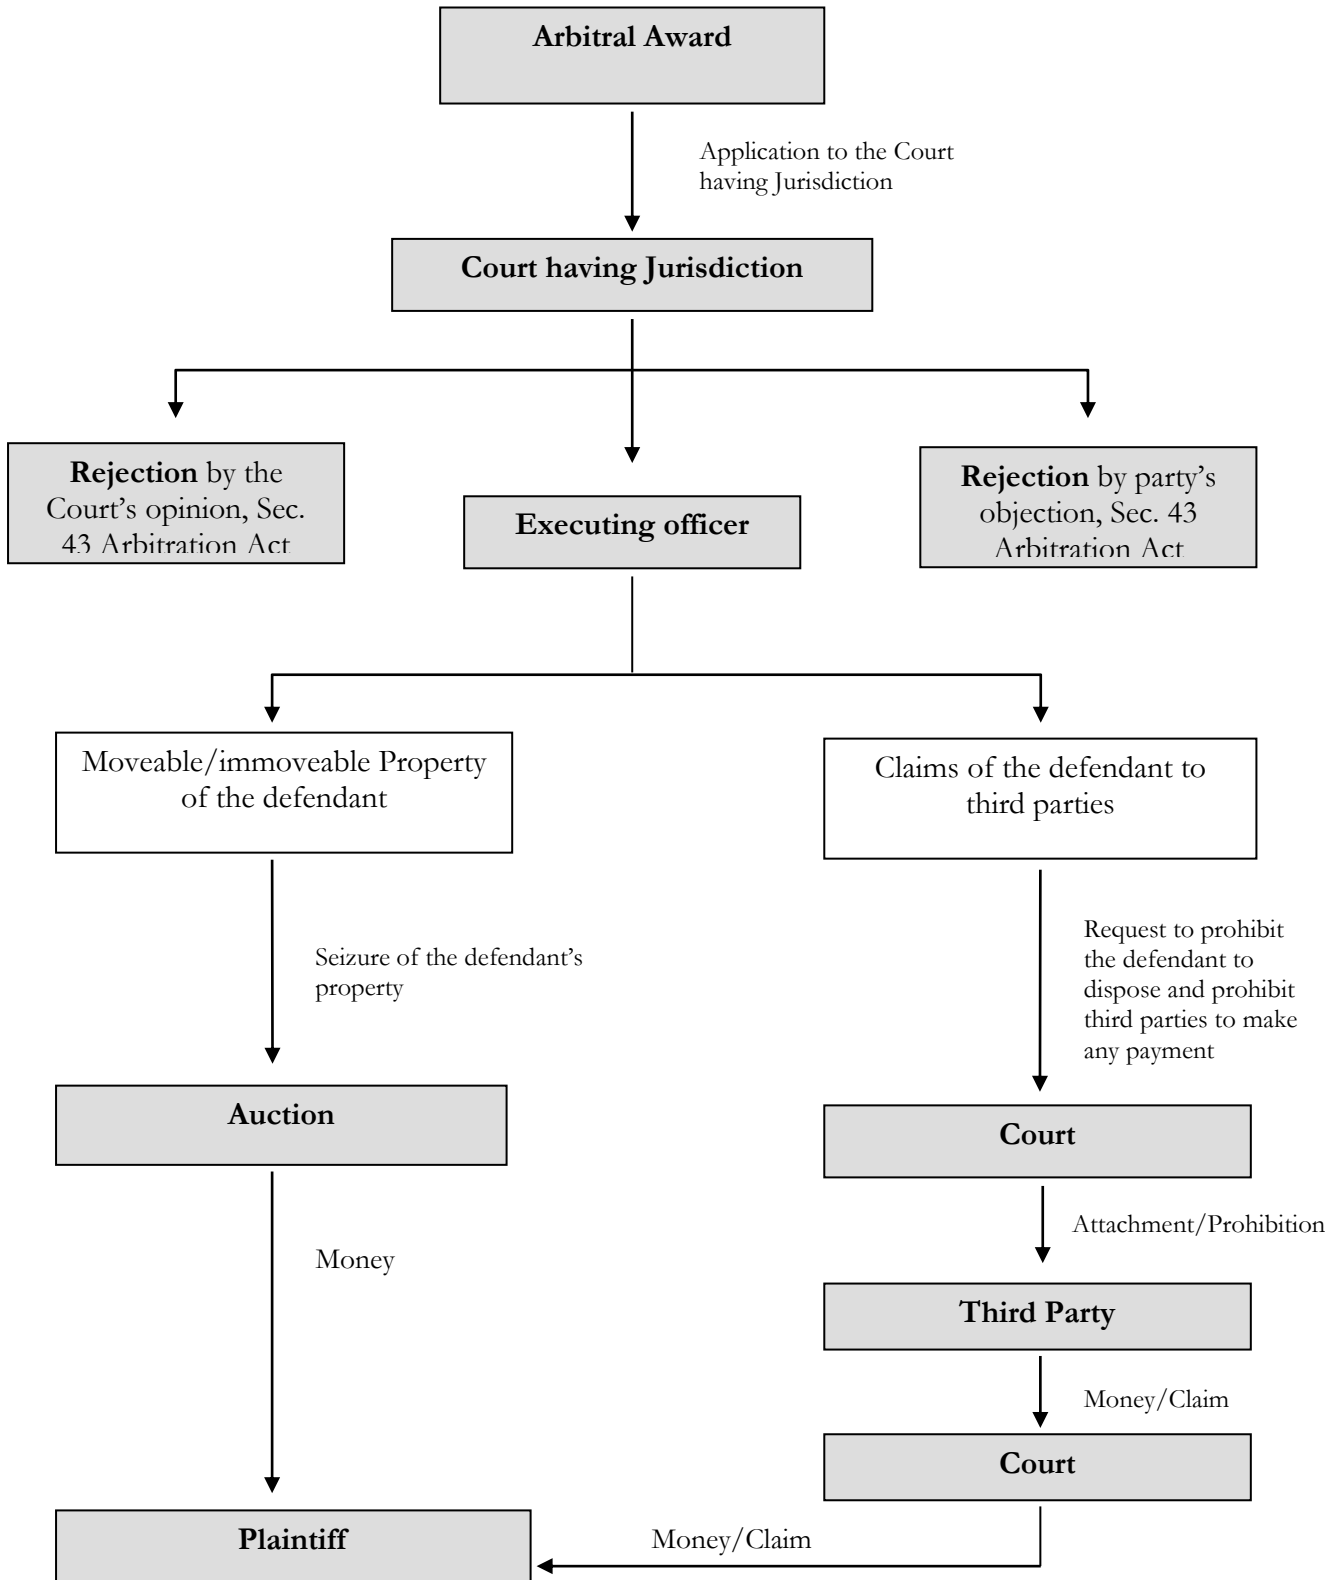 Arbitral Award
Application to the Court
having Jurisdiction
Court having Jurisdiction
Rejection by the
Court’s opinion, Sec.
43 Arbitration Act
Executing officer
Rejection by party’s
objection, Sec. 43
Arbitration Act
Moveable/immoveable Property
of the defendant
Claims of the defendant to
third parties
Seizure of the defendant’s
property
Request to prohibit
the defendant to
dispose and prohibit
third parties to make
any payment
Auction
Court
Attachment/Prohibition
Money
Third Party
Money/Claim
Court
Plaintiff
Money/Claim